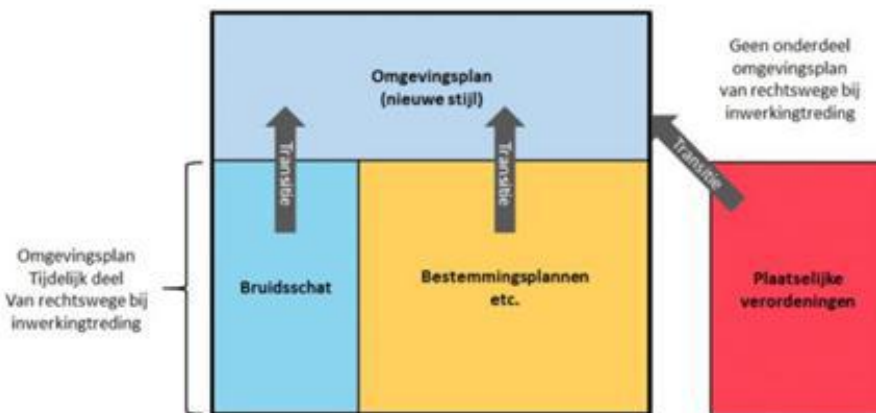 Omgevingsplan
(nieuwe stijl)
Geen onderdeel
omgevingsplan
van rechtswege bij
inwerkingtreding
Transitie
Transitie
Transitie
Omgevingsplan
Tijdelijk deel
Van rechtswege bij
inwerkingtreding
Bruidsschat
Bestemmingsplannen
etc.
Plaatselijke
verordeningen